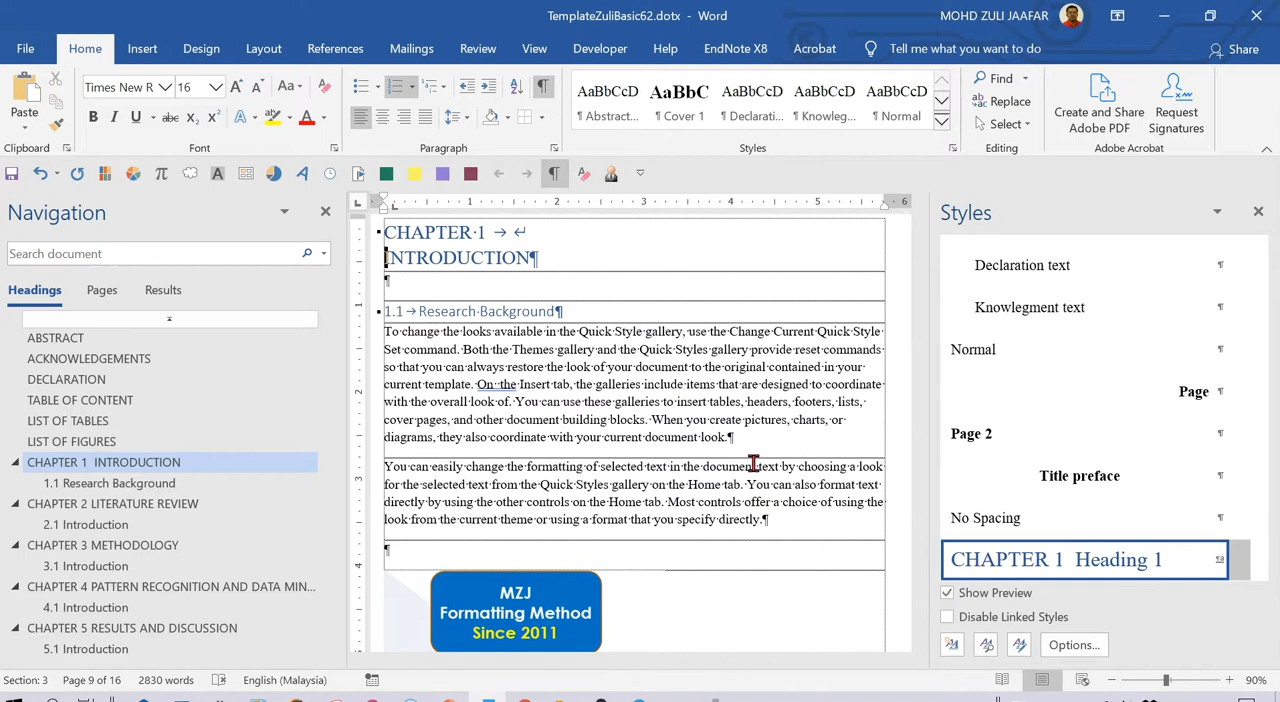 TemplateZuliBasic62.dotx - Word
MOHD ZULI JAAFAR
File Home Insert Design Layout References Mailings Review View Developer Help EndNote X8 Acrobat Tell me what you want to do Share
Paste
Clipboard
Times New R 16
Aa
B I U abc X2 X2 A A
Font
Paragraph
AaBbCcD AaBbC AaBbCcD AaBbCcD AaBbCcD
¶ Abstract... ¶ Cover 1 ¶ Declarati... ¶ Knowleg... ¶ Normal
Styles
Find
Replace
Select
Editing
Create and Share
Adobe PDF
Request
Signatures
Adobe Acrobat
Navigation
Search document
Headings Pages Results
ABSTRACT
ACKNOWLEDGEMENTS
DECLARATION
TABLE OF CONTENT
LIST OF TABLES
LIST OF FIGURES
CHAPTER 1  INTRODUCTION
1.1 Research Background
CHAPTER 2 LITERATURE REVIEW
2.1 Introduction
CHAPTER 3 METHODOLOGY
3.1 Introduction
CHAPTER 4 PATTERN RECOGNITION AND DATA MIN...
4.1 Introduction
CHAPTER 5 RESULTS AND DISCUSSION
5.1 Introduction
1 2 3 4 5 6
CHAPTER·1 → ↵
INTRODUCTION¶
¶
1.1→Research·Background¶
To·change·the·looks·available·in·the·Quick·Style·gallery,·use·the·Change·Current·Quick·Style·
Set·command.·Both·the·Themes·gallery·and·the·Quick·Styles·gallery·provide·reset·commands·
so·that·you·can·always·restore·the·look·of·your·document·to·the·original·contained·in·your·
current·template.·On··the·Insert·tab,·the·galleries·include·items·that·are·designed·to·coordinate·
with·the·overall·look·of.·You·can·use·these·galleries·to·insert·tables,·headers,·footers,·lists,·
cover·pages,·and·other·document·building·blocks.·When·you·create·pictures,·charts,·or·
diagrams,·they·also·coordinate·with·your·current·document·look.¶
You·can·easily·change·the·formatting·of·selected·text·in·the·document·text·by·choosing·a·look·
for·the·selected·text·from·the·Quick·Styles·gallery·on·the·Home·tab.·You·can·also·format·text·
directly·by·using·the·other·controls·on·the·Home·tab.·Most·controls·offer·a·choice·of·using·the·
look·from·the·current·theme·or·using·a·format·that·you·specify·directly.¶
¶
MZJ
Formatting Method
Since 2011
1
2
3
4
Styles
Declaration text ¶
Knowlegment text ¶
Normal ¶
Page ¶
Page 2 ¶
Title preface ¶
No Spacing ¶
CHAPTER 1  Heading 1
Show Preview
Disable Linked Styles
Options...
Section: 3 Page 9 of 16 2830 words English (Malaysia) 90%